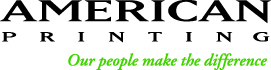 AMERICAN
PRINTING
Our people make the difference